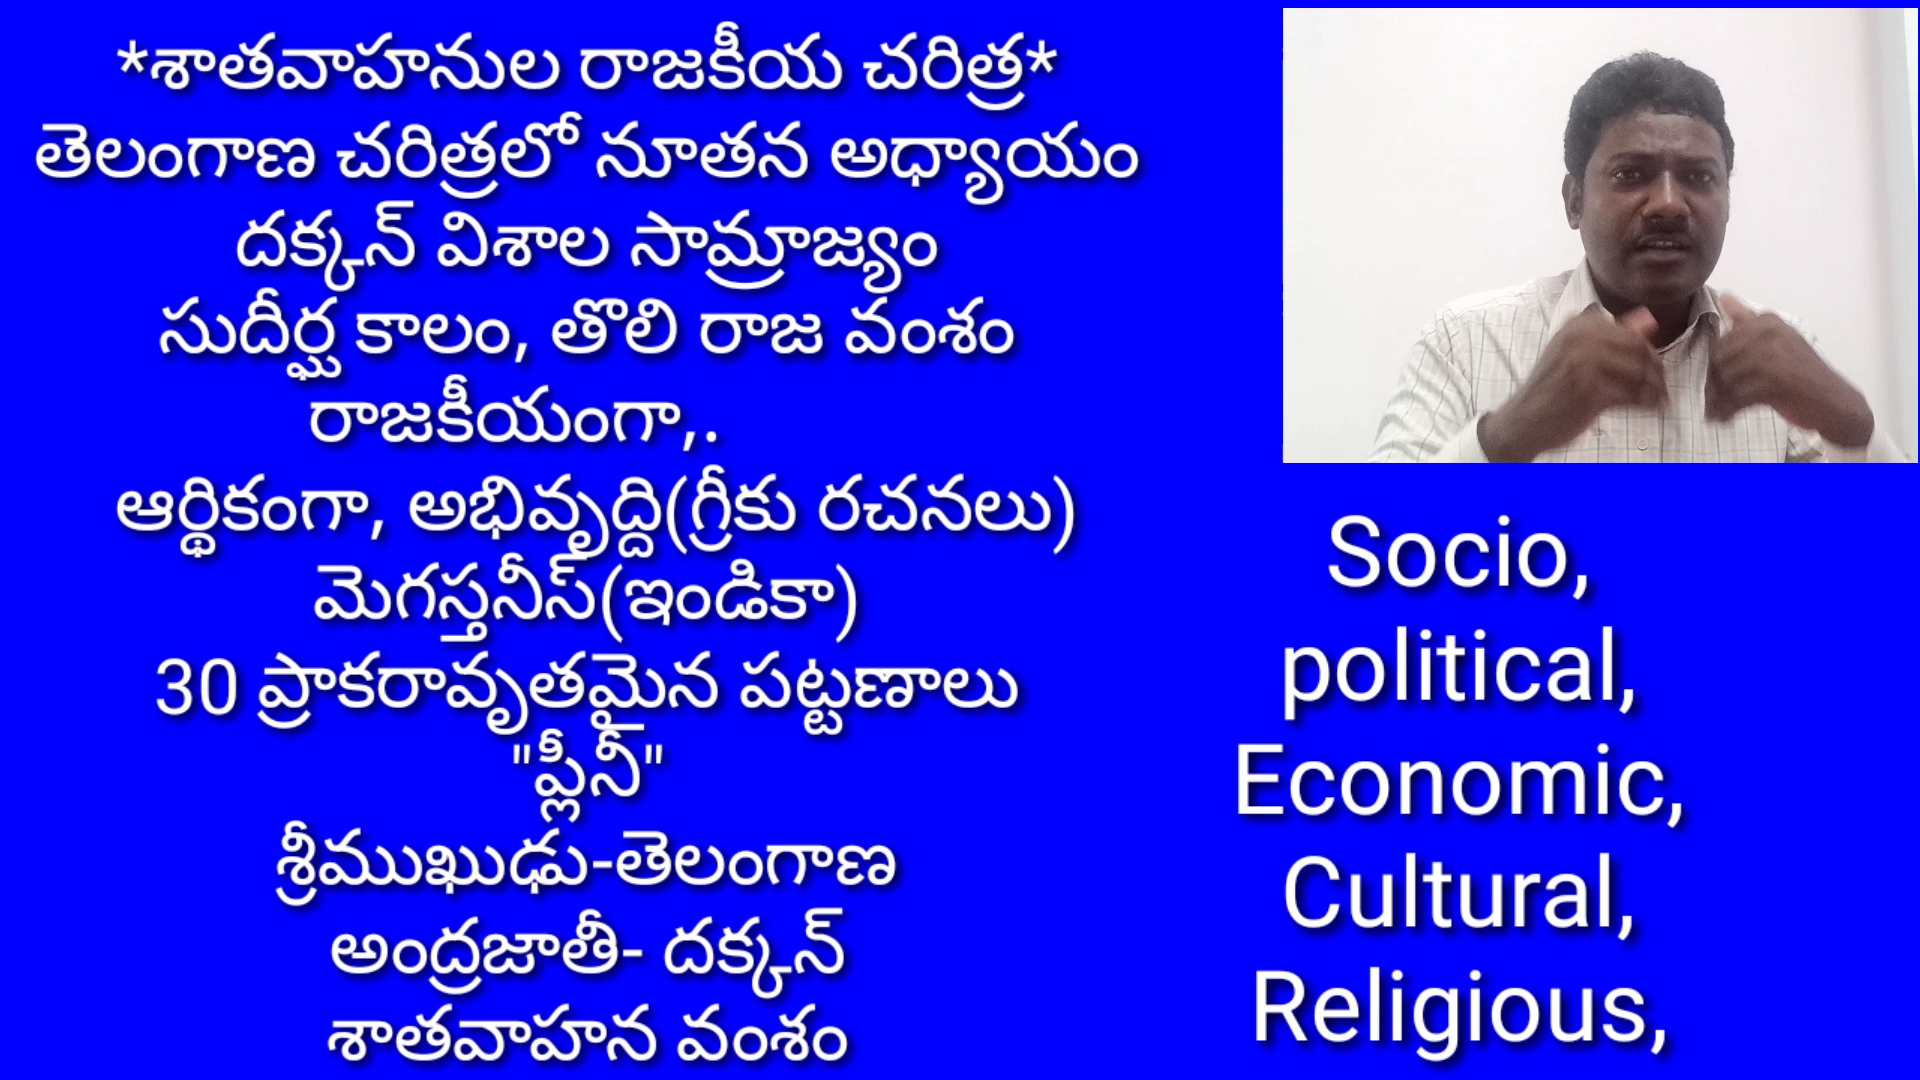 *శాతవాహనుల రాజకీయ చరిత్ర*
తెలంగాణ చరిత్రలో నూతన అధ్యాయం
దక్కన్ విశాల సామ్రాజ్యం
సుదీర్ఘ కాలం, తొలి రాజ వంశం
రాజకీయంగా,.
ఆర్థికంగా, అభివృద్ది(గ్రీకు రచనలు)
మెగస్తనీస్(ఇండికా)
30 ప్రాకరావృతమైన పట్టణాలు
"ప్లీనీ"
శ్రీముఖుఢు-తెలంగాణ
అంద్రజాతీ- దక్కన్
శాతవాహన వంశం
Socio,
political,
Economic,
Cultural,
Religious,